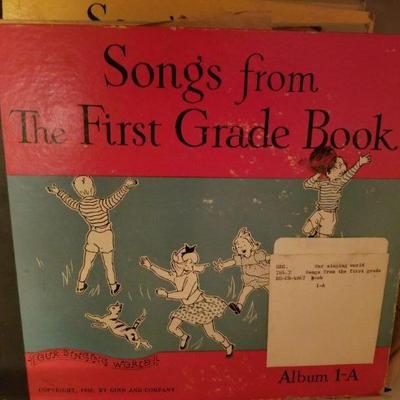 Songs from
The First Grade Book
Our singing world
Songs from the first grade
Book
1-A
OUR SINGING WORLD
COPYRIGHT, BY GINN AND COMPANY
Album 1-A